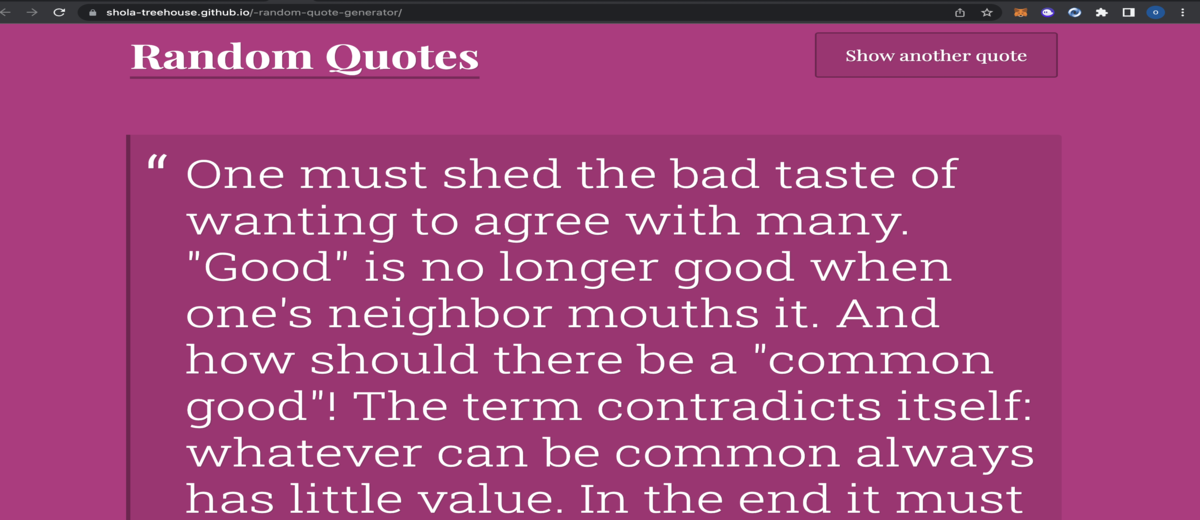 shola-treehouse.github.io/-random-quote-generator/
Random Quotes
Show another quote
“ One must shed the bad taste of
wanting to agree with many.
"Good" is no longer good when
one's neighbor mouths it. And
how should there be a "common
good"! The term contradicts itself:
whatever can be common always
has little value. In the end it must